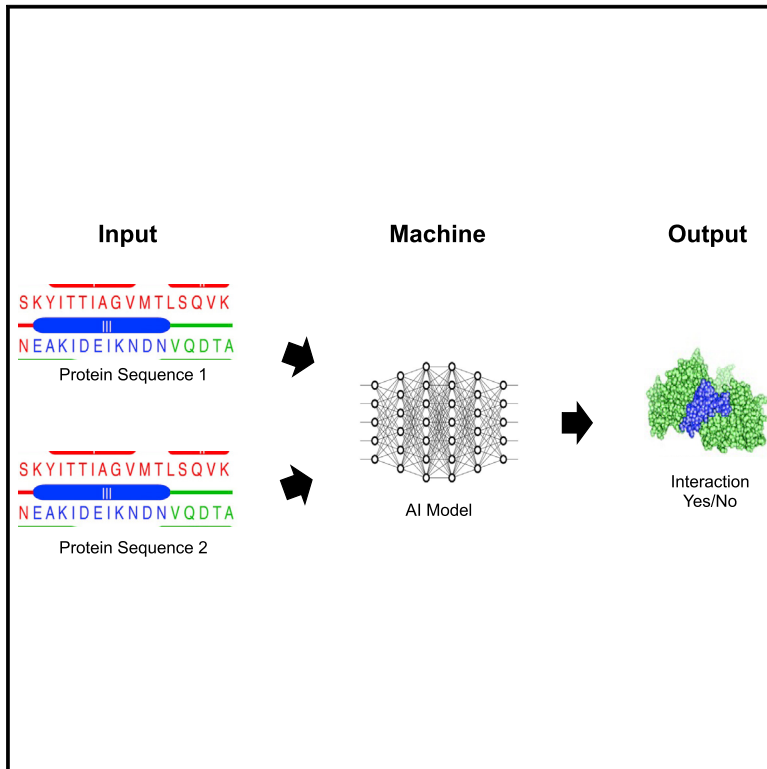 Input
Machine
Output
SKYITTIAGVMTLSQVK
III
NEAKIDEIKNDNVQDTA
Protein Sequence 1
SKYITTIAGVMTLSQVK
III
NEAKIDEIKNDNVQDTA
Protein Sequence 2
AI Model
Interaction
Yes/No